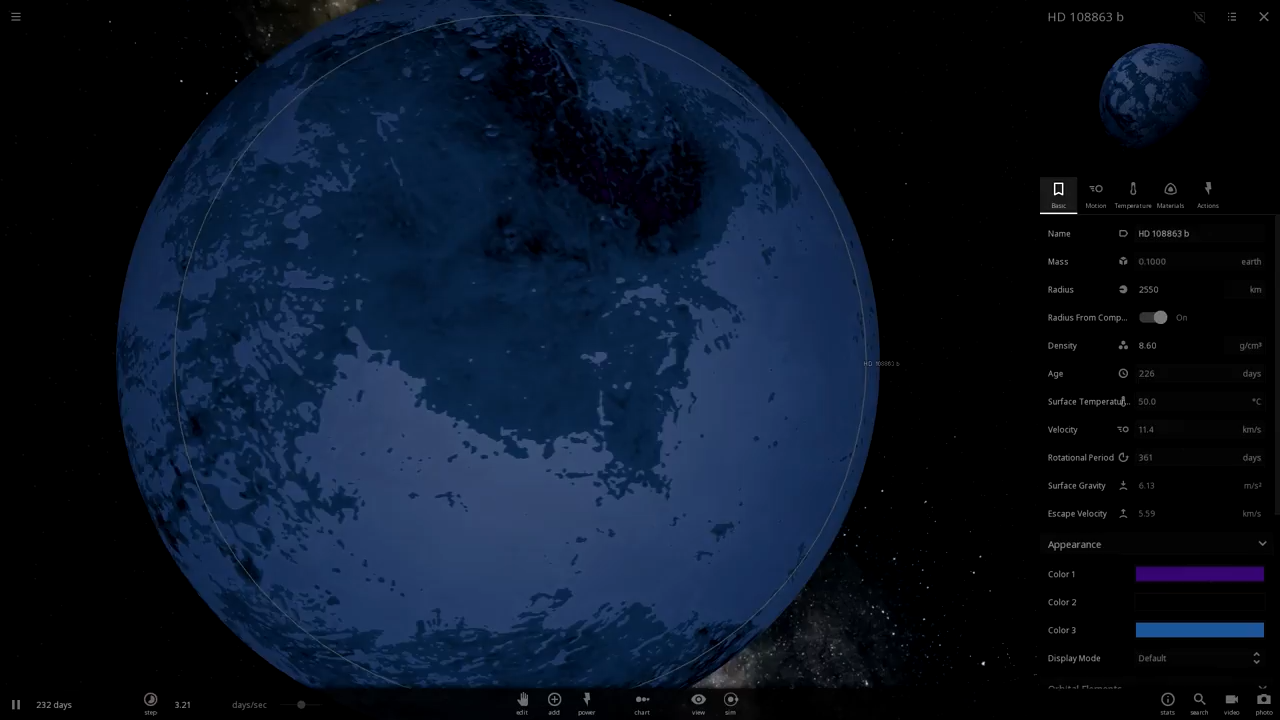 HD 108863 b
Basic Motion Temperature Materials Actions
Name HD 108863 b
Mass 0.1000 earth
Radius 2550 km
Radius From Comp... On
Density 8.60 g/cm³
HD 108863 b
Age 226 days
Surface Temperatu... 50.0 °C
Velocity 11.4 km/s
Rotational Period 361 days
Surface Gravity 6.13 m/s²
Escape Velocity 5.59 km/s
Appearance
Color 1
Color 2
Color 3
Display Mode Default
Orbital Elements
232 days step 3.21 days/sec edit add power chart view sim stats search video photo